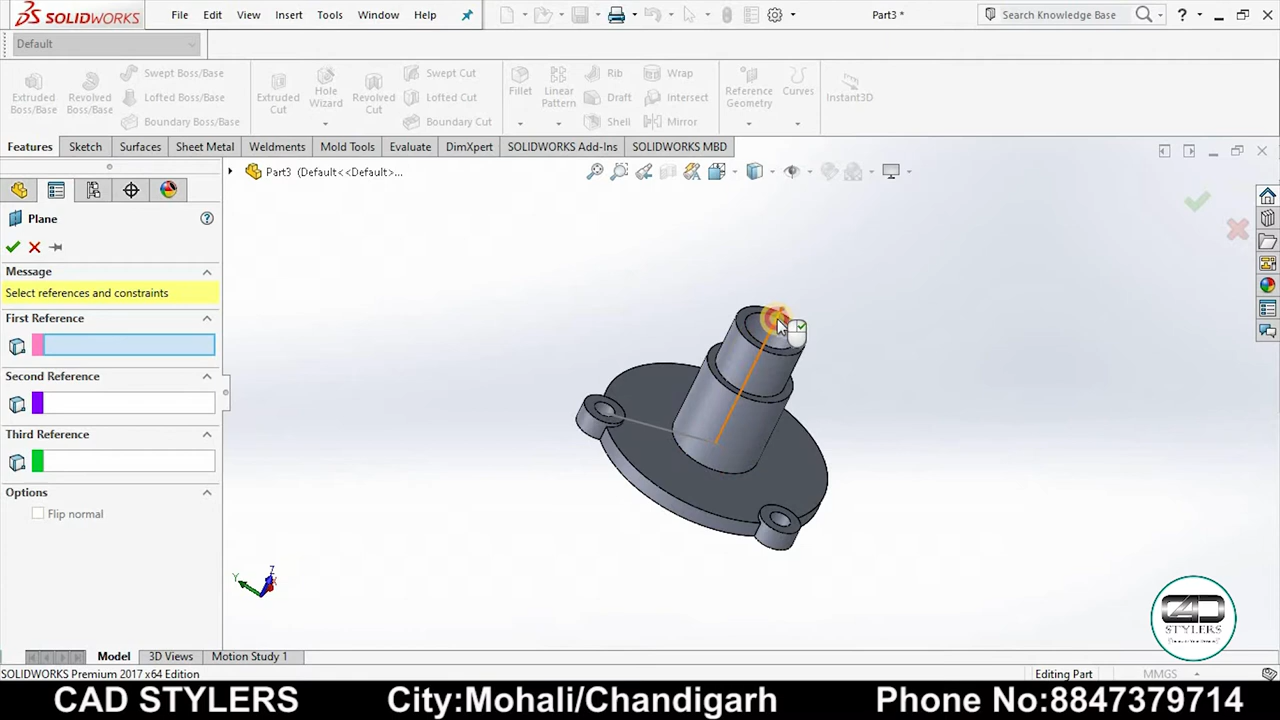 SOLIDWORKS
File Edit View Insert Tools Window Help
Part3 *
Search Knowledge Base
?
Default
Extruded Boss/Base
Revolved Boss/Base
Swept Boss/Base
Lofted Boss/Base
Boundary Boss/Base
Extruded Cut
Hole Wizard
Revolved Cut
Swept Cut
Lofted Cut
Boundary Cut
Fillet
Linear Pattern
Rib
Draft
Shell
Wrap
Intersect
Mirror
Reference Geometry
Curves
Instant3D
Features Sketch Surfaces Sheet Metal Weldments Mold Tools Evaluate DimXpert SOLIDWORKS Add-Ins SOLIDWORKS MBD
Part3 (Default<<Default>...
Plane
?
Message
Select references and constraints
First Reference
Second Reference
Third Reference
Options
Flip normal
Y Z X
CAD
STYLERS
Model 3D Views Motion Study 1
SOLIDWORKS Premium 2017 x64 Edition
Editing Part
MMGS
CAD STYLERS City:Mohali/Chandigarh Phone No:8847379714